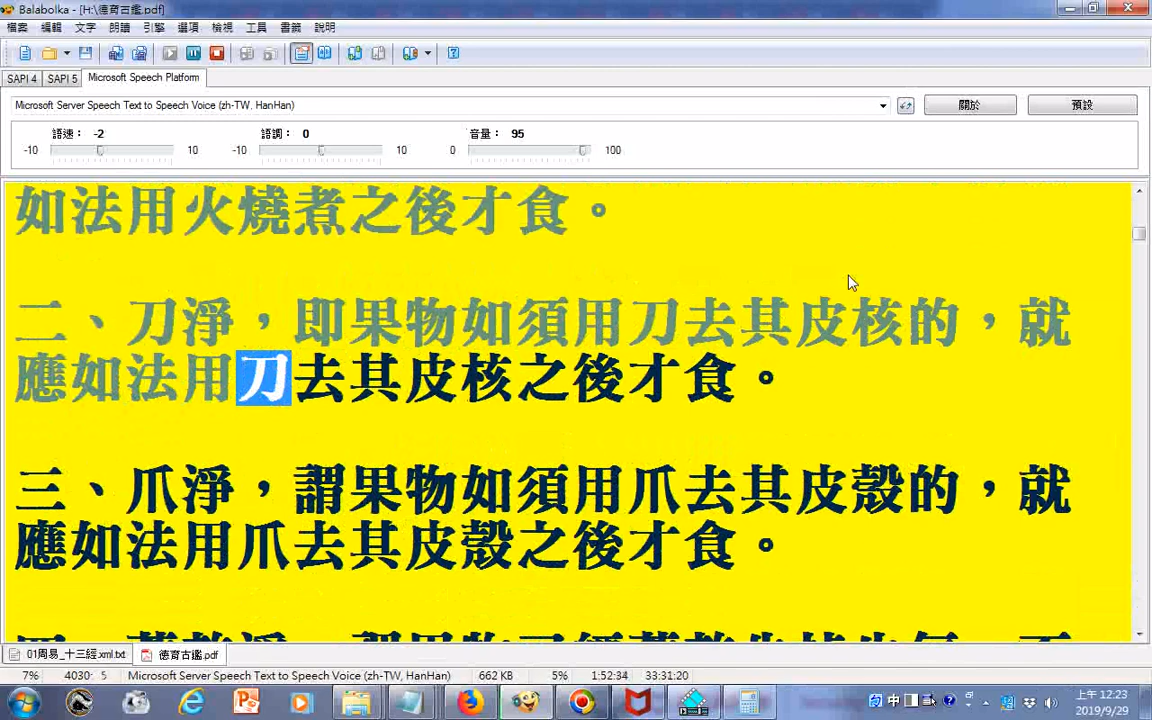 Balabolka - [H:\德育古鑑.pdf]
檔案 編輯 文字 朗讀 引擎 選項 檢視 工具 書籤 說明
SAPI 4 SAPI 5 Microsoft Speech Platform
Microsoft Server Speech Text to Speech Voice (zh-TW, HanHan) 關於 預設
語速： -2 語調： 0 音量： 95
-10 10 -10 10 0 100
如法用火燒煮之後才食。
二、刀淨，即果物如須用刀去其皮核的，就
應如法用刀去其皮核之後才食。
三、爪淨，謂果物如須用爪去其皮殼的，就
應如法用爪去其皮殼之後才食。
01周易_十三經.xml.txt 德育古鑑.pdf
7% 4030: 5 Microsoft Server Speech Text to Speech Voice (zh-TW, HanHan) 662 KB 5% 1:52:34 33:31:20
中 上午 12:23
2019/9/29